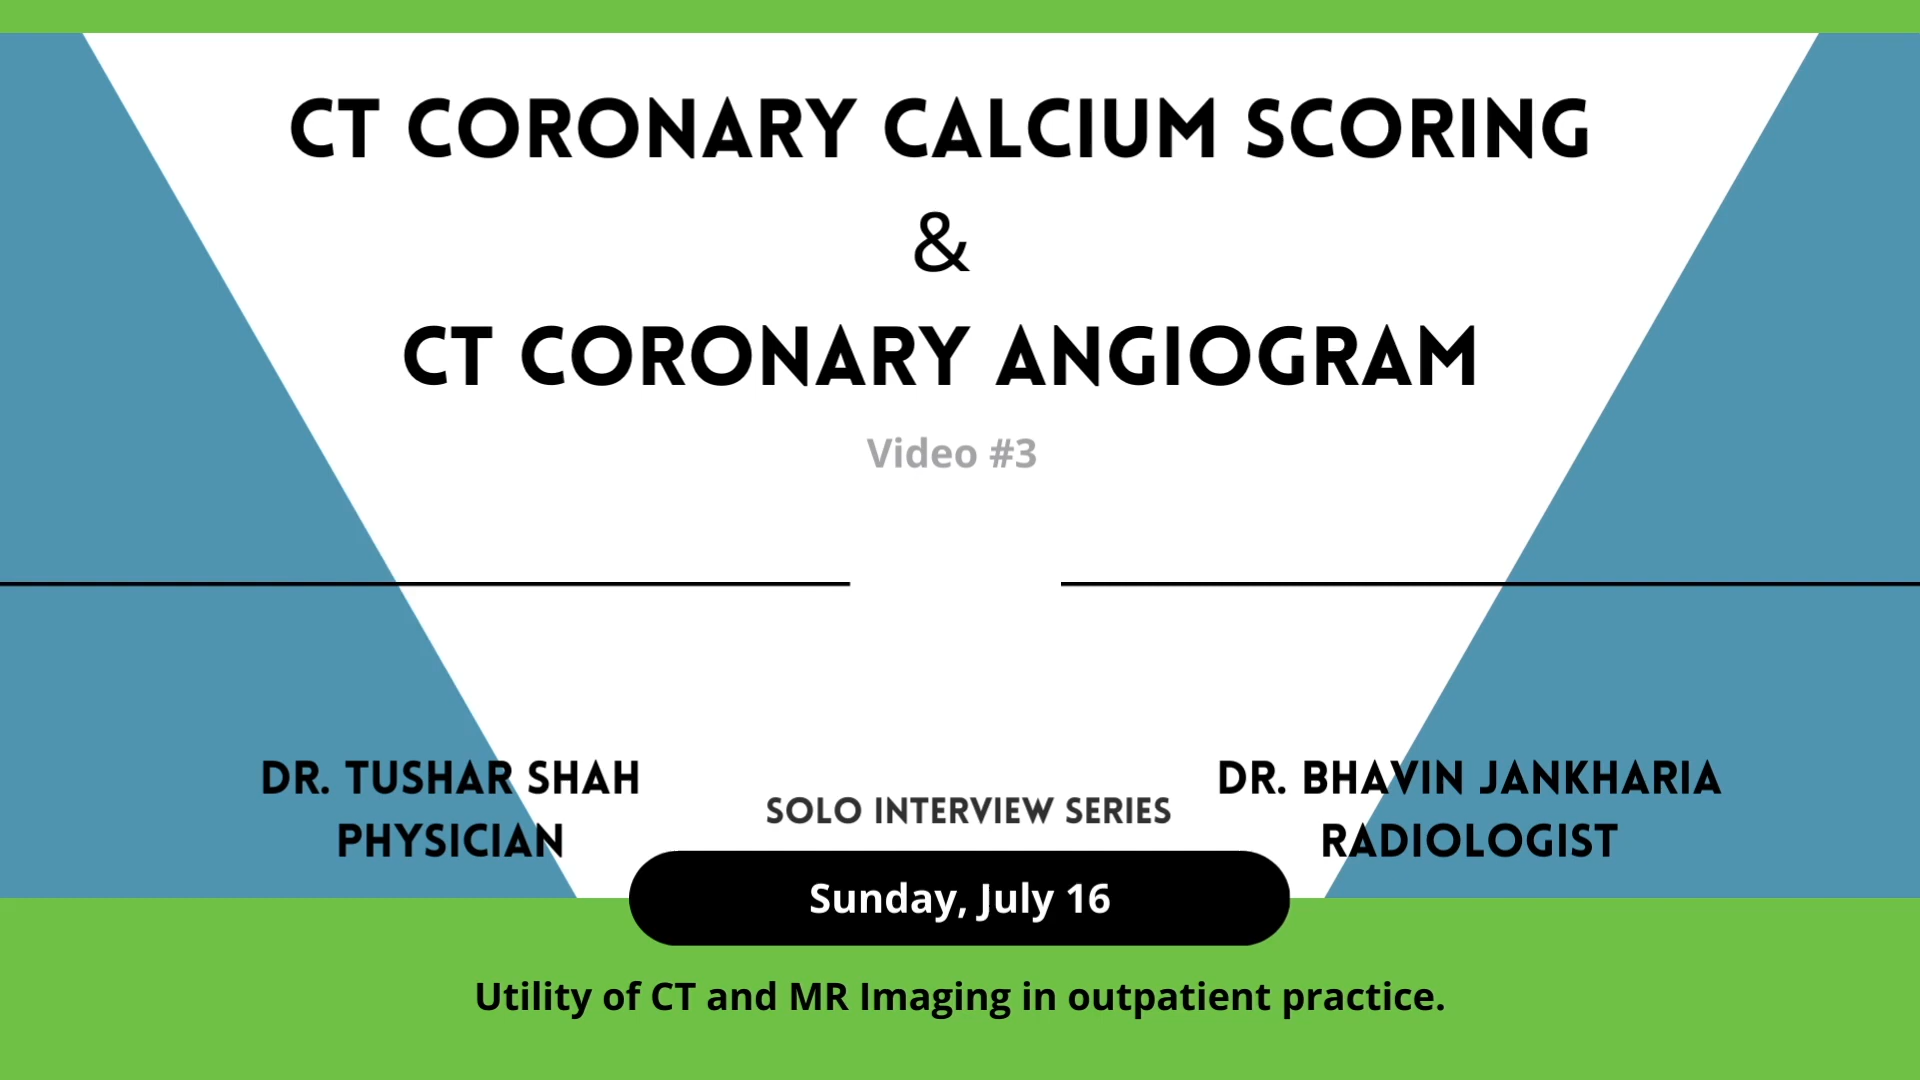 CT CORONARY CALCIUM SCORING
&
CT CORONARY ANGIOGRAM
Video #3
DR. TUSHAR SHAH
PHYSICIAN
SOLO INTERVIEW SERIES
DR. BHAVIN JANKHARIA
RADIOLOGIST
Sunday, July 16
Utility of CT and MR Imaging in outpatient practice.